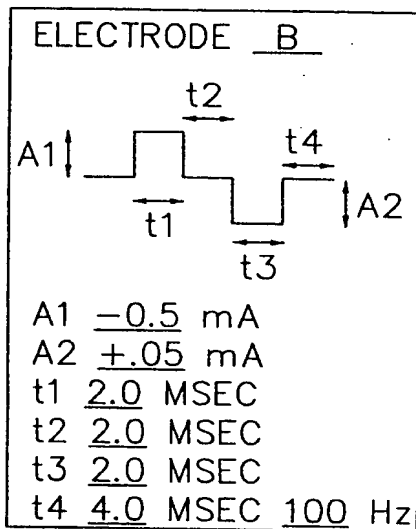 ELECTRODE B
t2
A1
t4
A2
t1
t3
A1 -0.5 mA
A2 +.05 mA
t1 2.0 MSEC
t2 2.0 MSEC
t3 2.0 MSEC
t4 4.0 MSEC 100 Hz